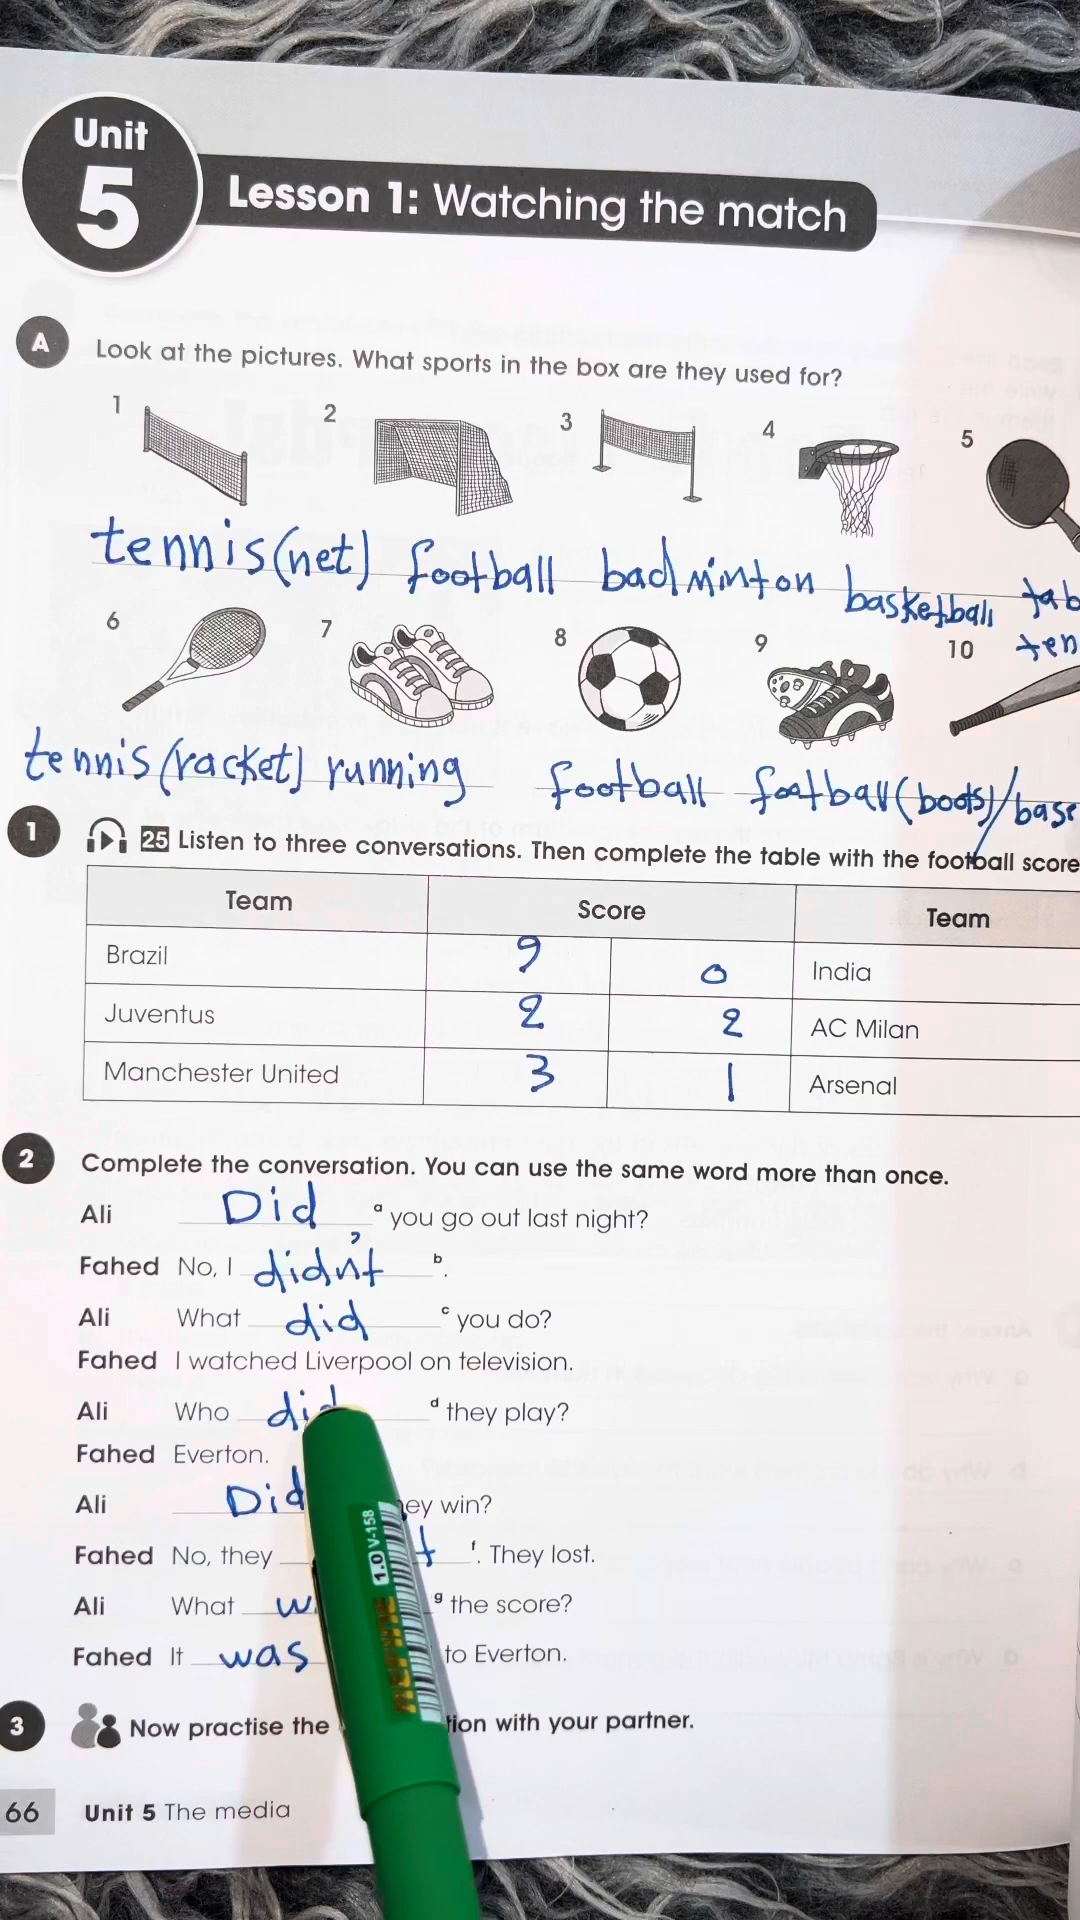 Unit
5
Lesson 1: Watching the match
A Look at the pictures. What sports in the box are they used for?
1 2 3 4 5
tennis(net) football badminton basketball tab
ten
6 7 8 9 10
tennis (racket) running football football (boots)/base
1 25 Listen to three conversations. Then complete the table with the football score
Team Score Team
Brazil 9 0 India
Juventus 2 2 AC Milan
Manchester United 3 1 Arsenal
2 Complete the conversation. You can use the same word more than once.
Ali Did a you go out last night?
Fahed No, I didn't b.
Ali What did c you do?
Fahed I watched Liverpool on television.
Ali Who did d they play?
Fahed Everton.
Ali Did ey win?
Fahed No, they t f. They lost.
Ali What w g the score?
Fahed It was to Everton.
3 Now practise the tion with your partner.
66 Unit 5 The media
1.0 V-158